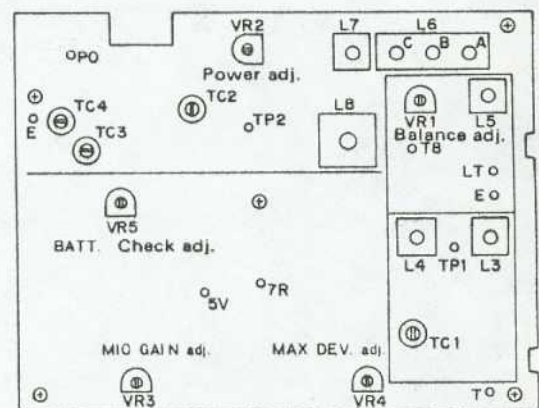 VR2
L7
L6
PO
C
B
A
Power adj.
TC4
TC2
TP2
L8
VR1
L5
E
TC3
Balance adj.
T8
LT
E
VR5
BATT. Check adj.
L4
TP1
L3
7R
5V
TC1
MIC GAIN adj.
MAX DEV. adj.
VR3
VR4
T